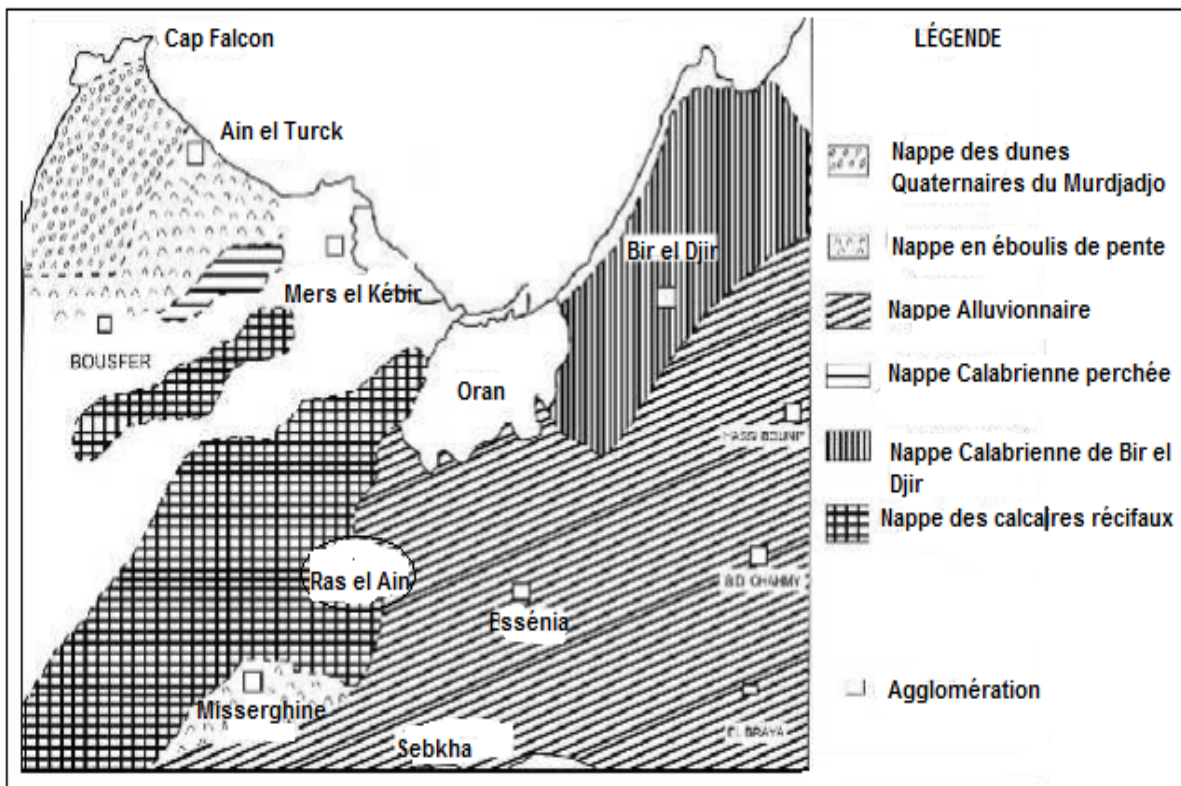 Cap Falcon
LÉGENDE
Ain el Turck
Nappe des dunes
Quaternaires du Murdjadjo
Nappe en éboulis de pente
Bir el Djir
Mers el Kébir
Nappe Alluvionnaire
BOUSFER
Nappe Calabrienne perchée
Oran
HASSI BOUNIF
Nappe Calabrienne de Bir el
Djir
Nappe des calcaires récifaux
Ras el Ain
Essénia
Agglomération
Misserghine
EL BRAYA
Sebkha